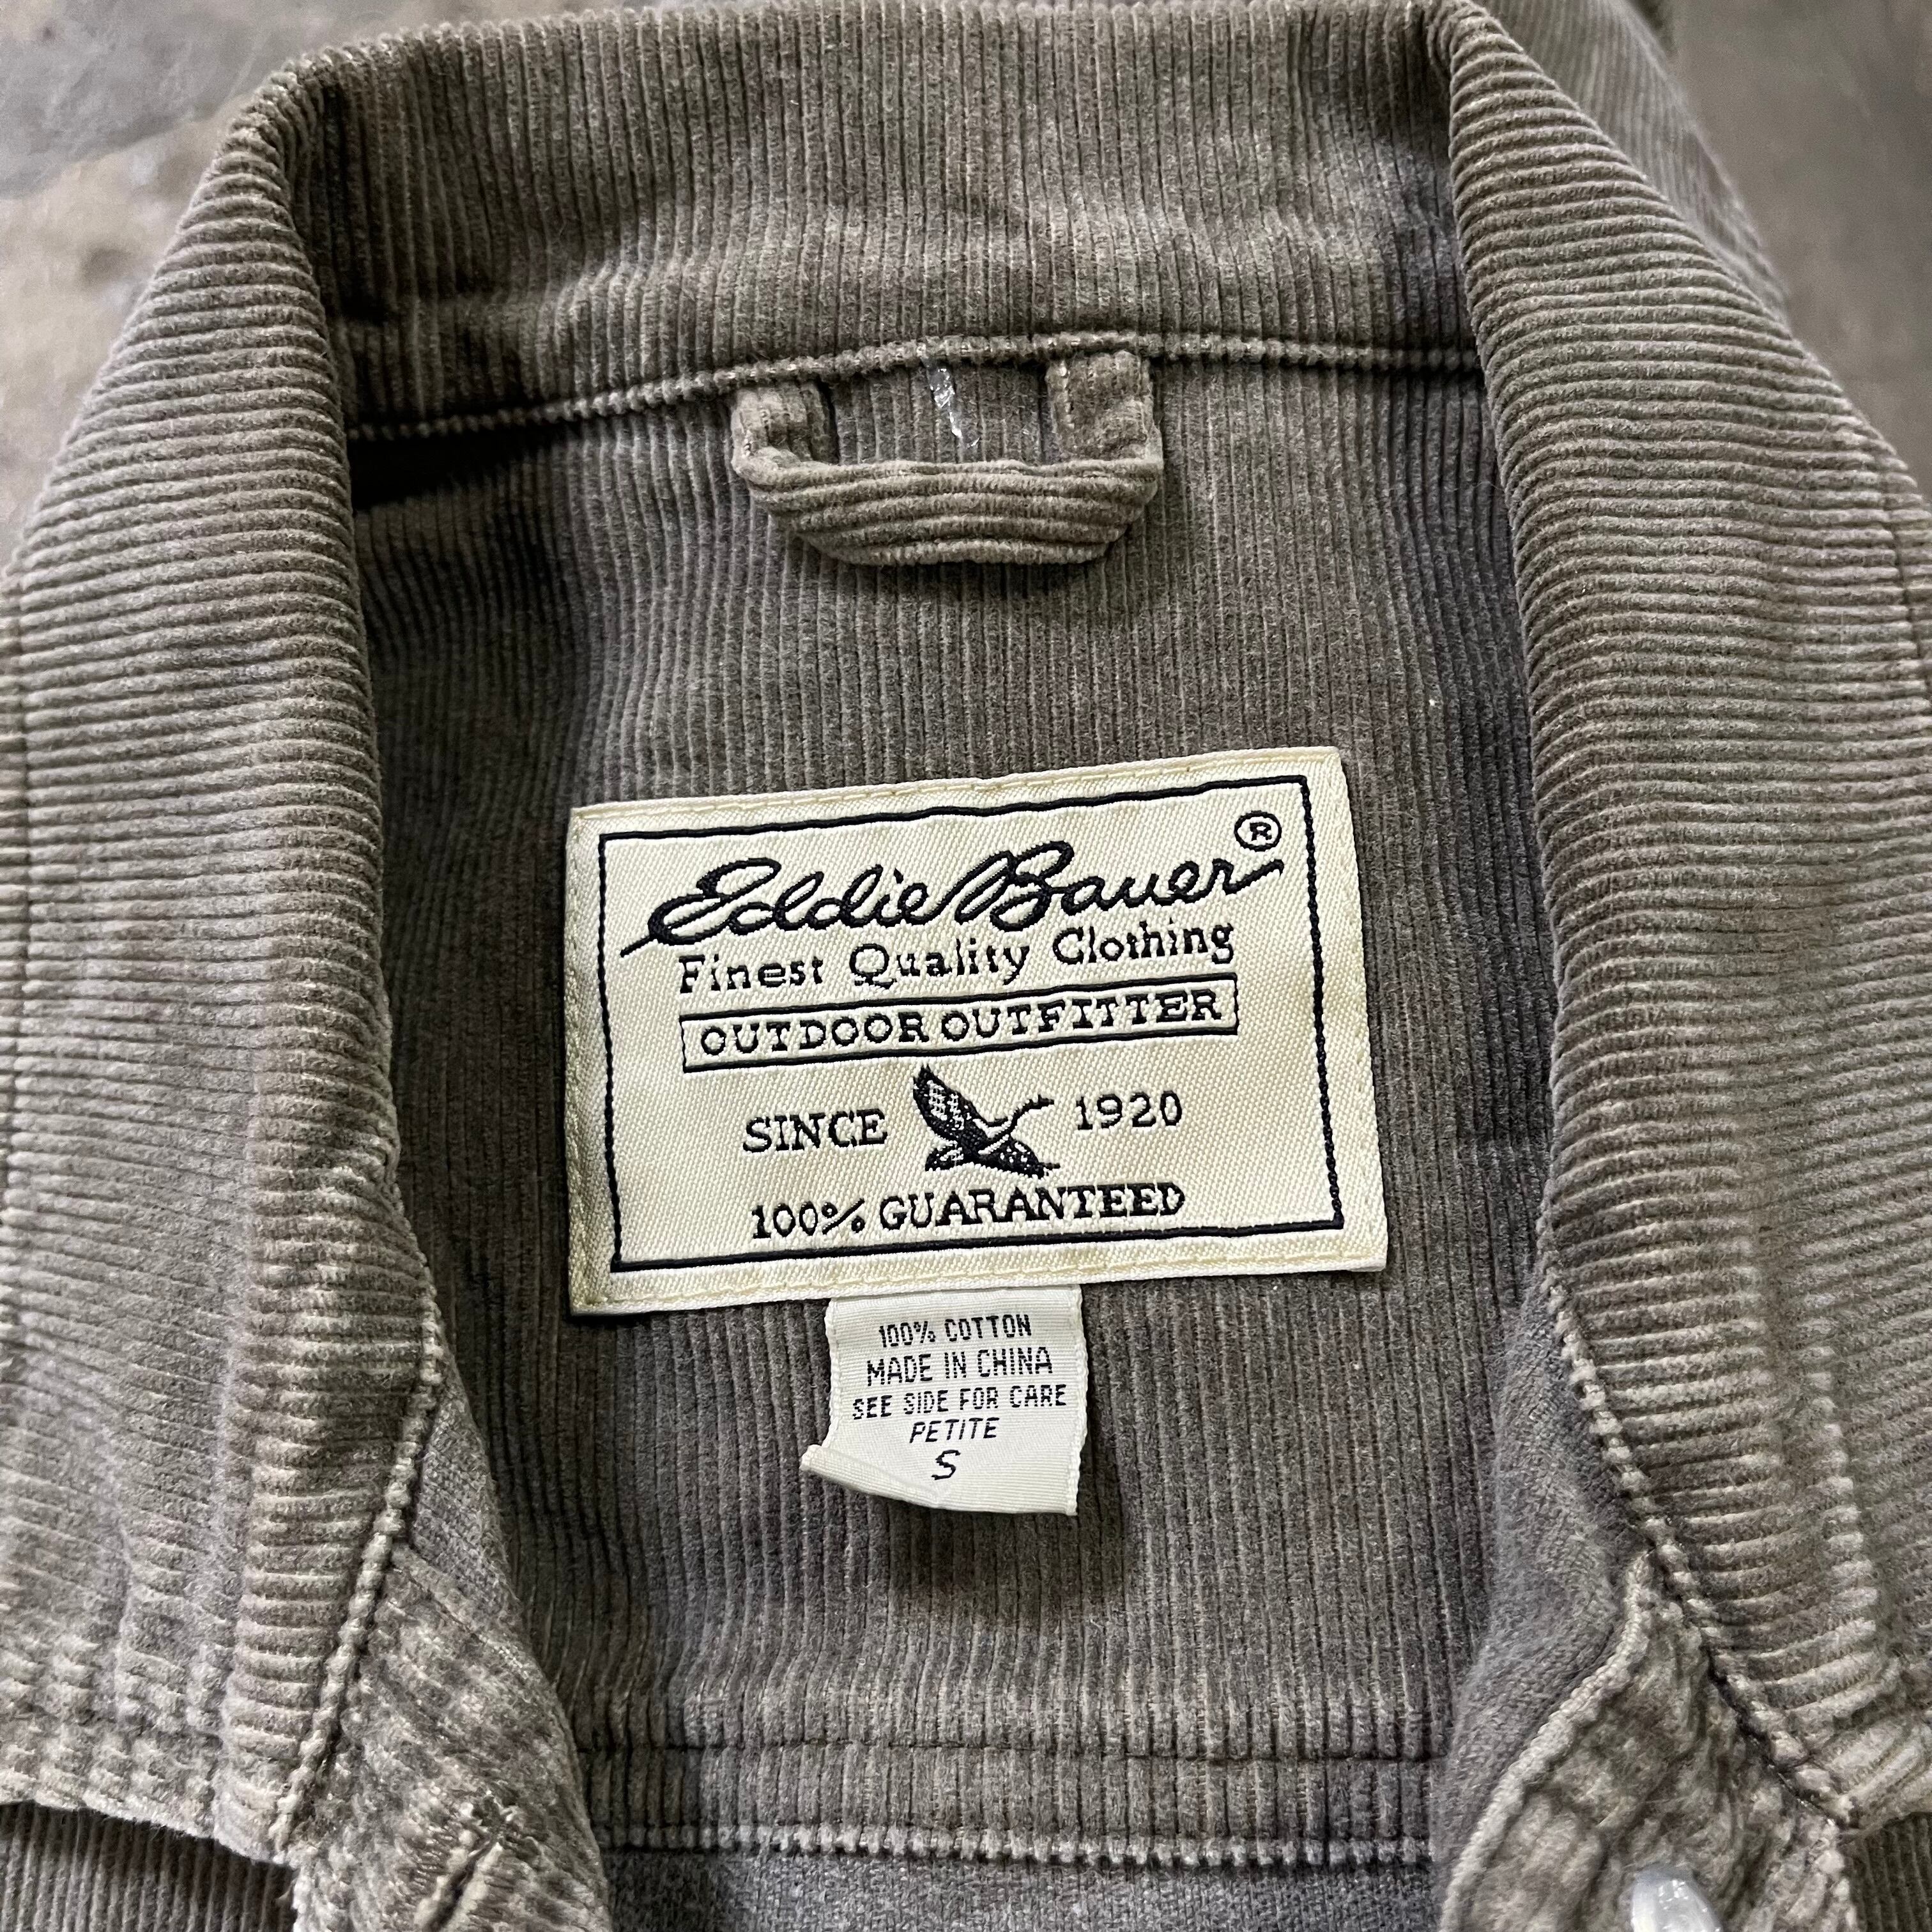 Eddie Bauer ®
Finest Quality Clothing
OUTDOOR OUTFITTER
SINCE 1920
100% GUARANTEED
100% COTTON
MADE IN CHINA
SEE SIDE FOR CARE
PETITE
S